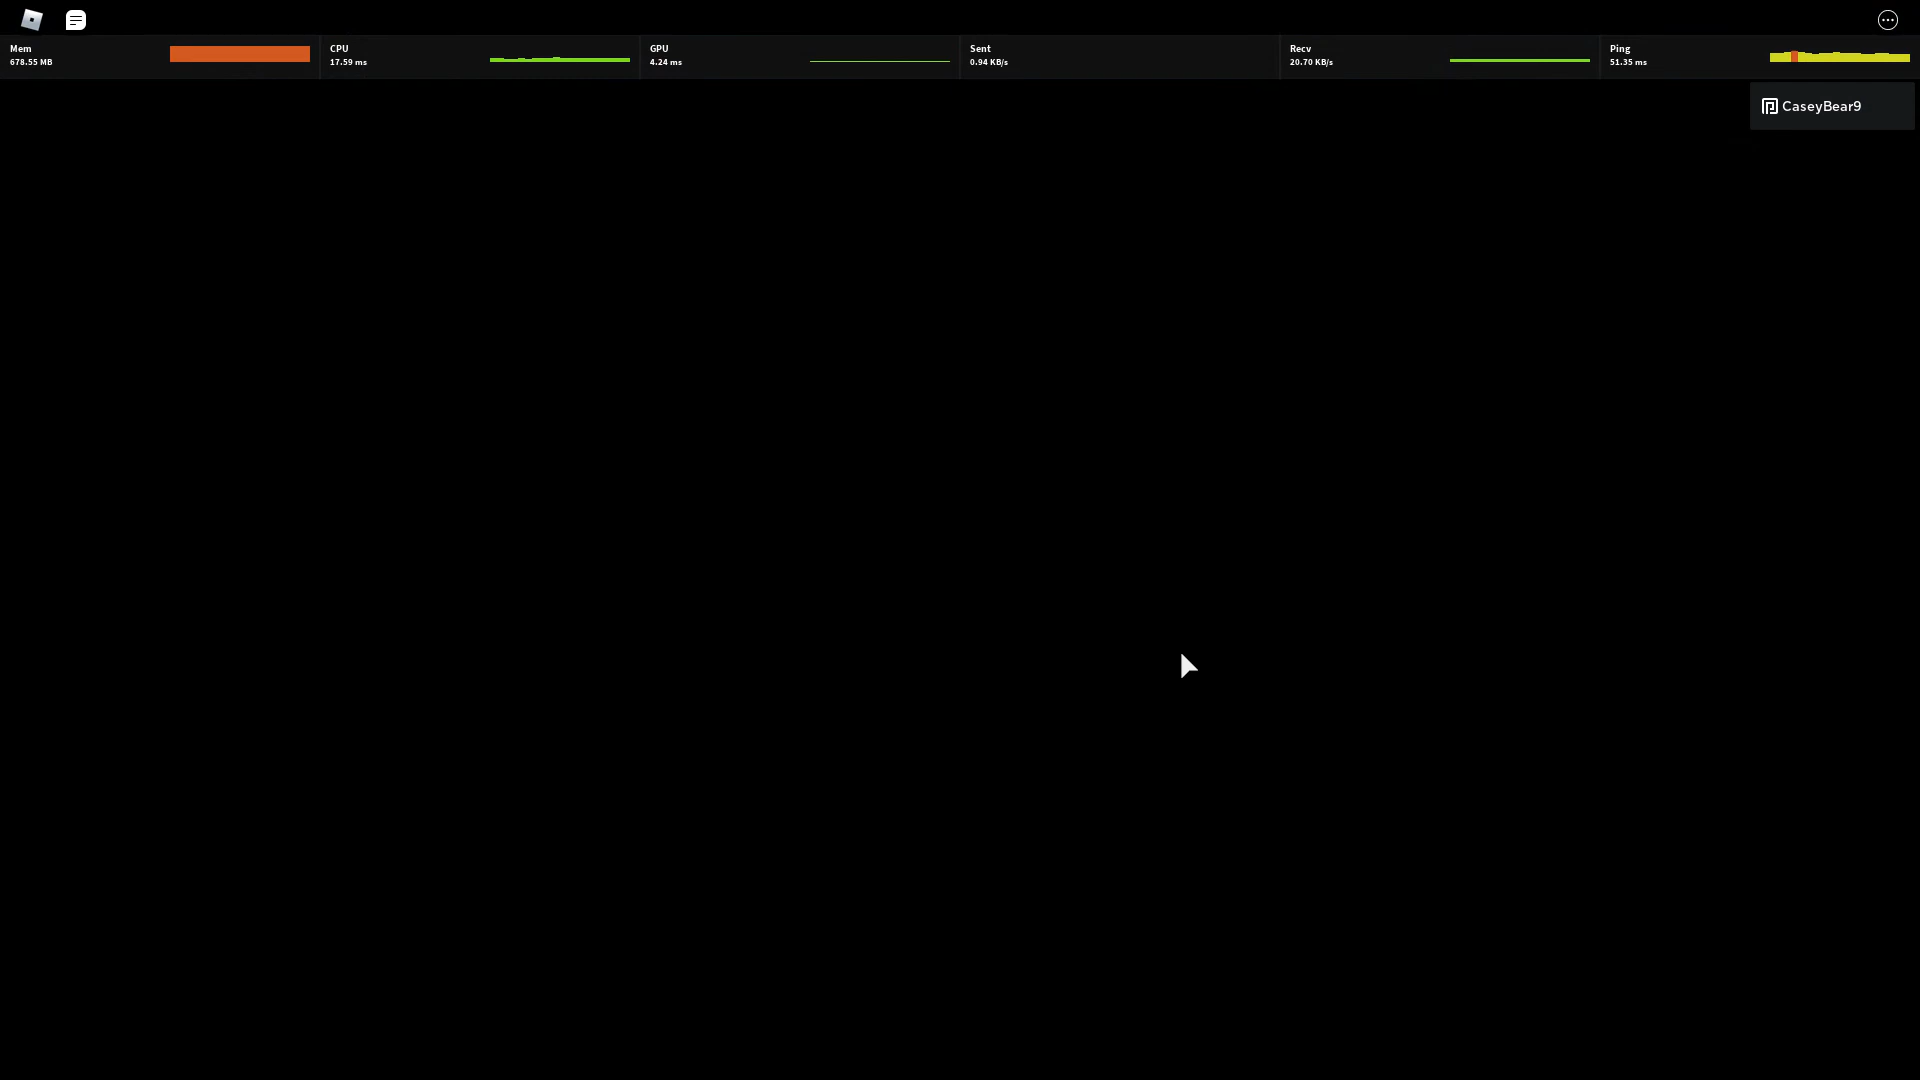 Mem
678.55 MB
CPU
17.59 ms
GPU
4.24 ms
Sent
0.94 KB/s
Recv
20.70 KB/s
Ping
51.35 ms
CaseyBear9